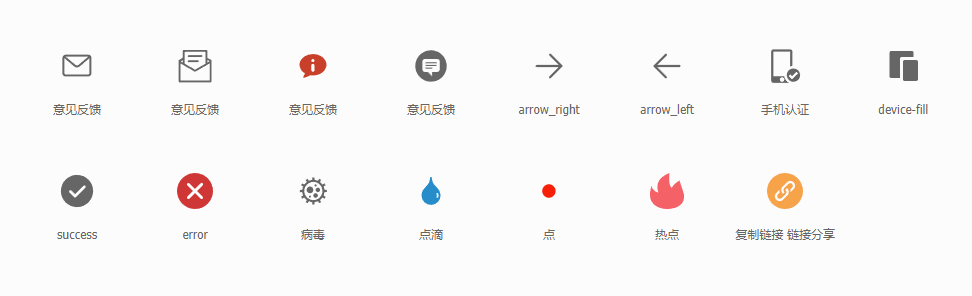 意见反馈 意见反馈 意见反馈 意见反馈 arrow_right arrow_left 手机认证 device-fill
success error 病毒 点滴 点 热点 复制链接 链接分享